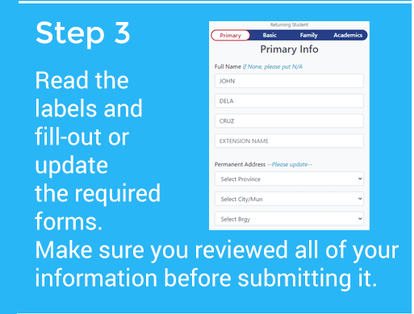 Step 3
Read the
labels and
fill-out or
update
the required
forms.
Make sure you reviewed all of your
information before submitting it.
Returning Student
Primary Basic Family Academics
Primary Info
Full Name if None, please put N/A
JOHN
DELA
CRUZ
EXTENSION NAME
Permanent Address --Please update--
Select Province
Select City/Mun
Select Brgy